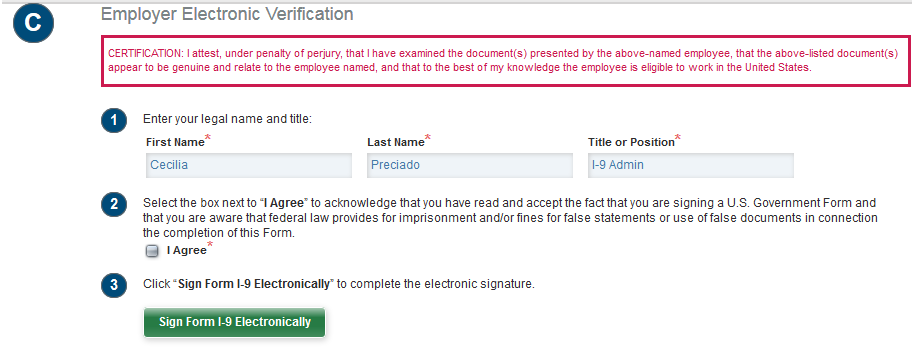 C
Employer Electronic Verification
CERTIFICATION: I attest, under penalty of perjury, that I have examined the document(s) presented by the above-named employee, that the above-listed document(s)
appear to be genuine and relate to the employee named, and that to the best of my knowledge the employee is eligible to work in the United States.
1 Enter your legal name and title:
First Name* Last Name* Title or Position*
Cecilia Preciado I-9 Admin
2 Select the box next to “I Agree” to acknowledge that you have read and accept the fact that you are signing a U.S. Government Form and
that you are aware that federal law provides for imprisonment and/or fines for false statements or use of false documents in connection
the completion of this Form.
I Agree*
3 Click “Sign Form I-9 Electronically” to complete the electronic signature.
Sign Form I-9 Electronically